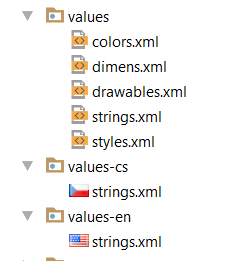 values
colors.xml
dimens.xml
drawables.xml
strings.xml
styles.xml
values-cs
strings.xml
values-en
strings.xml